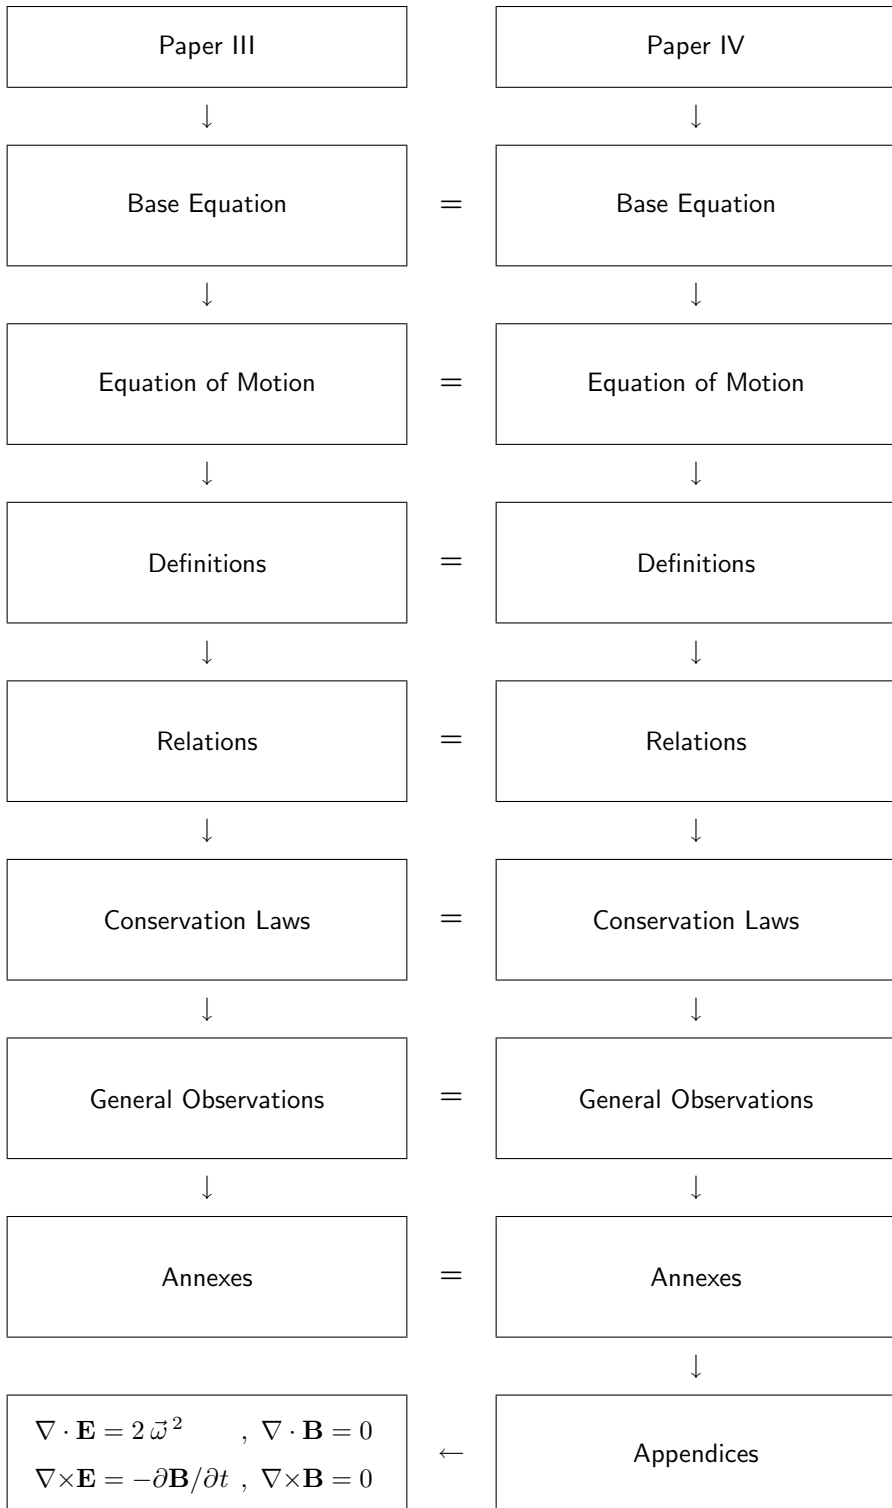 Paper III Paper IV
↓ ↓
Base Equation = Base Equation
↓ ↓
Equation of Motion = Equation of Motion
↓ ↓
Definitions = Definitions
↓ ↓
Relations = Relations
↓ ↓
Conservation Laws = Conservation Laws
↓ ↓
General Observations = General Observations
↓ ↓
Annexes = Annexes
↓
∇ · E = 2 ω⃗ ² , ∇ · B = 0
∇×E = −∂B/∂t , ∇×B = 0
← Appendices